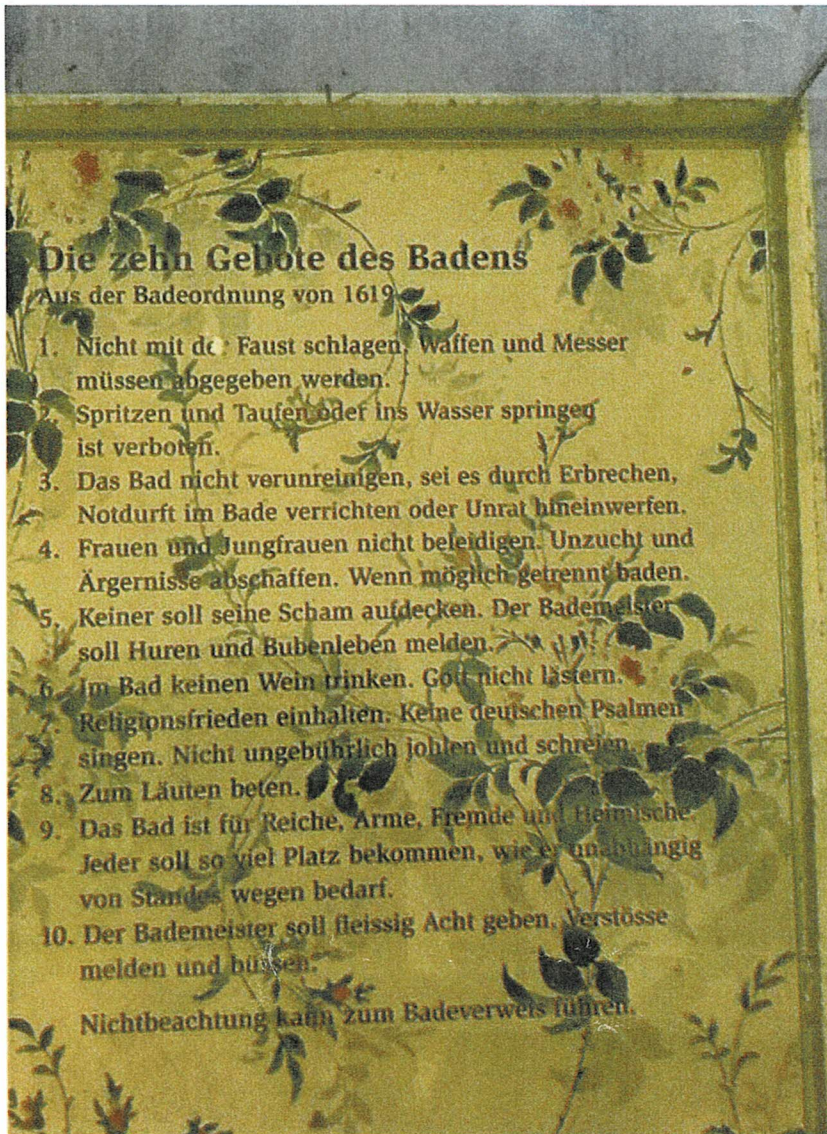 Die zehn Gebote des Badens
Aus der Badeordnung von 1619
1. Nicht mit der Faust schlagen. Waffen und Messer
müssen abgegeben werden.
2. Spritzen und Taufen oder ins Wasser springen
ist verboten.
3. Das Bad nicht verunreinigen, sei es durch Erbrechen,
Notdurft im Bade verrichten oder Unrat hineinwerfen.
4. Frauen und Jungfrauen nicht beleidigen. Unzucht und
Ärgernisse abschaffen. Wenn möglich getrennt baden.
5. Keiner soll seine Scham aufdecken. Der Bademeister
soll Huren und Bubenleben melden.
6. Im Bad keinen Wein trinken. Gott nicht lästern.
7. Religionsfrieden einhalten. Keine deutschen Psalmen
singen. Nicht ungebührlich johlen und schreien.
8. Zum Läuten beten.
9. Das Bad ist für Reiche, Arme, Fremde und Heimische.
Jeder soll so viel Platz bekommen, wie er unabhängig
von Standes wegen bedarf.
10. Der Bademeister soll fleissig Acht geben, Verstösse
melden und büssen.
Nichtbeachtung kann zum Badeverweis führen.